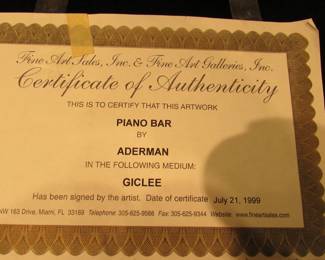 Fine Art Sales, Inc. & Fine Art Galleries, Inc.
Certificate of Authenticity
THIS IS TO CERTIFY THAT THIS ARTWORK
PIANO BAR
BY
ADERMAN
IN THE FOLLOWING MEDIUM:
GICLEE
Has been signed by the artist. Date of certificate July 21, 1999
NW 163 Drive, Miami, FL 33169 Telephone: 305-625-9566 Fax: 305-625-9344 Website: www.fineartsales.com